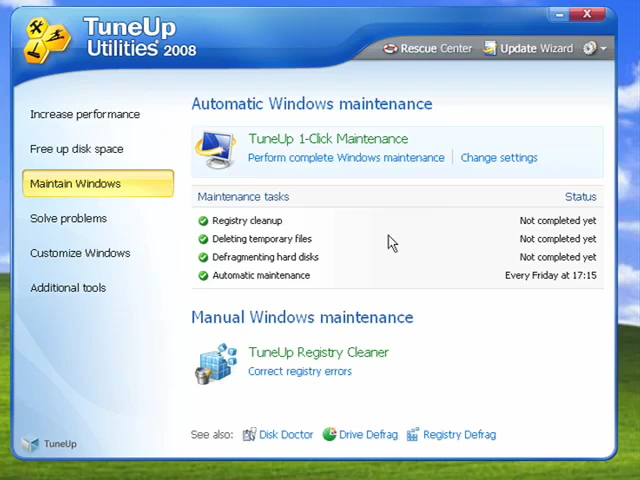 TuneUp
Utilities® 2008
Rescue Center
Update Wizard
Increase performance
Free up disk space
Maintain Windows
Solve problems
Customize Windows
Additional tools
TuneUp
Automatic Windows maintenance
TuneUp 1-Click Maintenance
Perform complete Windows maintenance
Change settings
Maintenance tasks Status
Registry cleanup Not completed yet
Deleting temporary files Not completed yet
Defragmenting hard disks Not completed yet
Automatic maintenance Every Friday at 17:15
Manual Windows maintenance
TuneUp Registry Cleaner
Correct registry errors
See also: Disk Doctor Drive Defrag Registry Defrag